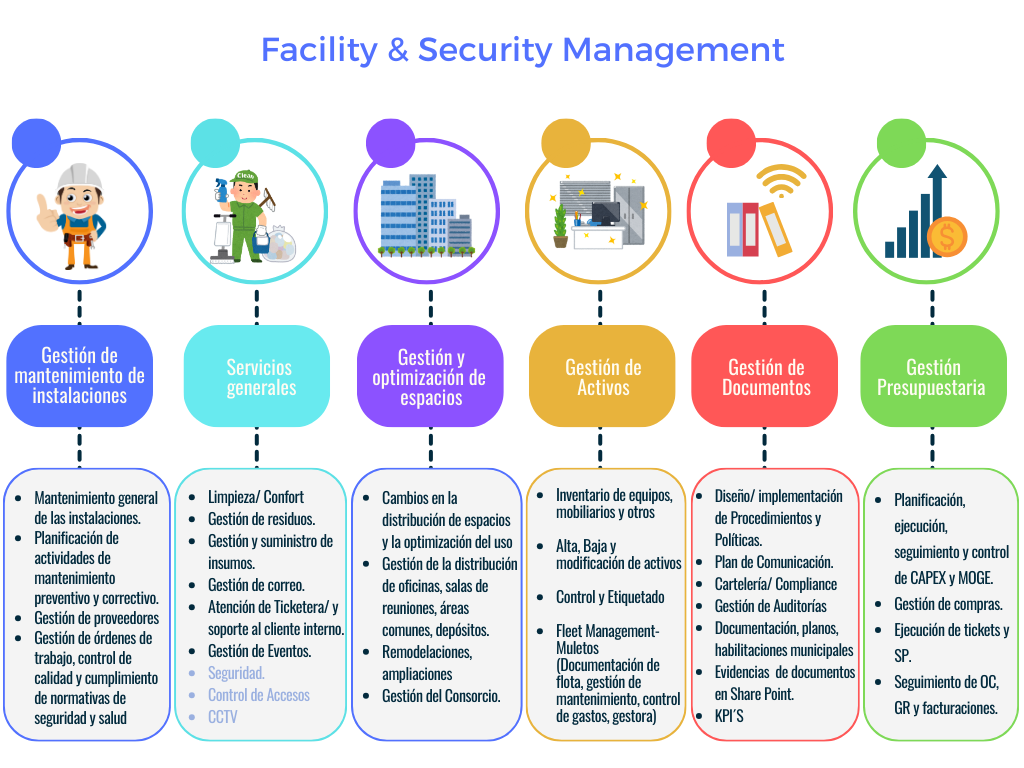 Facility & Security Management
Clean
Gestión de
mantenimiento de
instalaciones
Servicios
generales
Gestión y
optimización de
espacios
Gestión de
Activos
Gestión de
Documentos
Gestión
Presupuestaria
• Mantenimiento general
de las instalaciones.
• Planificación de
actividades de
mantenimiento
preventivo y correctivo.
• Gestión de proveedores
• Gestión de órdenes de
trabajo, control de
calidad y cumplimiento
de normativas de
seguridad y salud
• Limpieza/ Confort
• Gestión de residuos.
• Gestión y suministro de
insumos.
• Gestión de correo.
• Atención de Ticketera/ y
soporte al cliente interno.
• Gestión de Eventos.
• Seguridad.
• Control de Accesos
• CCTV
• Cambios en la
distribución de espacios
y la optimización del uso
• Gestión de la distribución
de oficinas, salas de
reuniones, áreas
comunes, depósitos.
• Remodelaciones,
ampliaciones
• Gestión del Consorcio.
• Inventario de equipos,
mobiliarios y otros
• Alta, Baja y
modificación de activos
• Control y Etiquetado
• Fleet Management-
Muletos
(Documentación de
flota, gestión de
mantenimiento, control
de gastos, gestora)
• Diseño/ implementación
de Procedimientos y
Políticas.
• Plan de Comunicación.
• Cartelería/ Compliance
• Gestión de Auditorías
• Documentación, planos,
habilitaciones municipales
• Evidencias de documentos
en Share Point.
• KPI´S
• Planificación,
ejecución,
seguimiento y control
de CAPEX y MOGE.
• Gestión de compras.
• Ejecución de tickets y
SP.
• Seguimiento de OC,
GR y facturaciones.